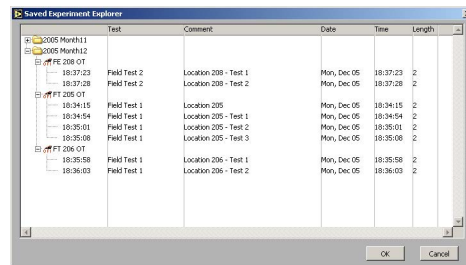 Saved Experiment Explorer
Test Comment Date Time Length
2005 Month11
2005 Month12
FE 208 OT
18:37:23 Field Test 2 Location 208 - Test 1 Mon, Dec 05 18:37:23 2
18:37:28 Field Test 2 Location 208 - Test 2 Mon, Dec 05 18:37:28 2
FT 205 OT
18:34:15 Field Test 1 Location 205 Mon, Dec 05 18:34:15 2
18:34:54 Field Test 1 Location 205 - Test 1 Mon, Dec 05 18:34:54 2
18:35:01 Field Test 1 Location 205 - Test 2 Mon, Dec 05 18:35:01 2
18:35:08 Field Test 1 Location 205 - Test 3 Mon, Dec 05 18:35:08 2
FT 206 OT
18:35:58 Field Test 1 Location 206 - Test 1 Mon, Dec 05 18:35:58 2
18:36:03 Field Test 1 Location 206 - Test 2 Mon, Dec 05 18:36:03 2
OK Cancel